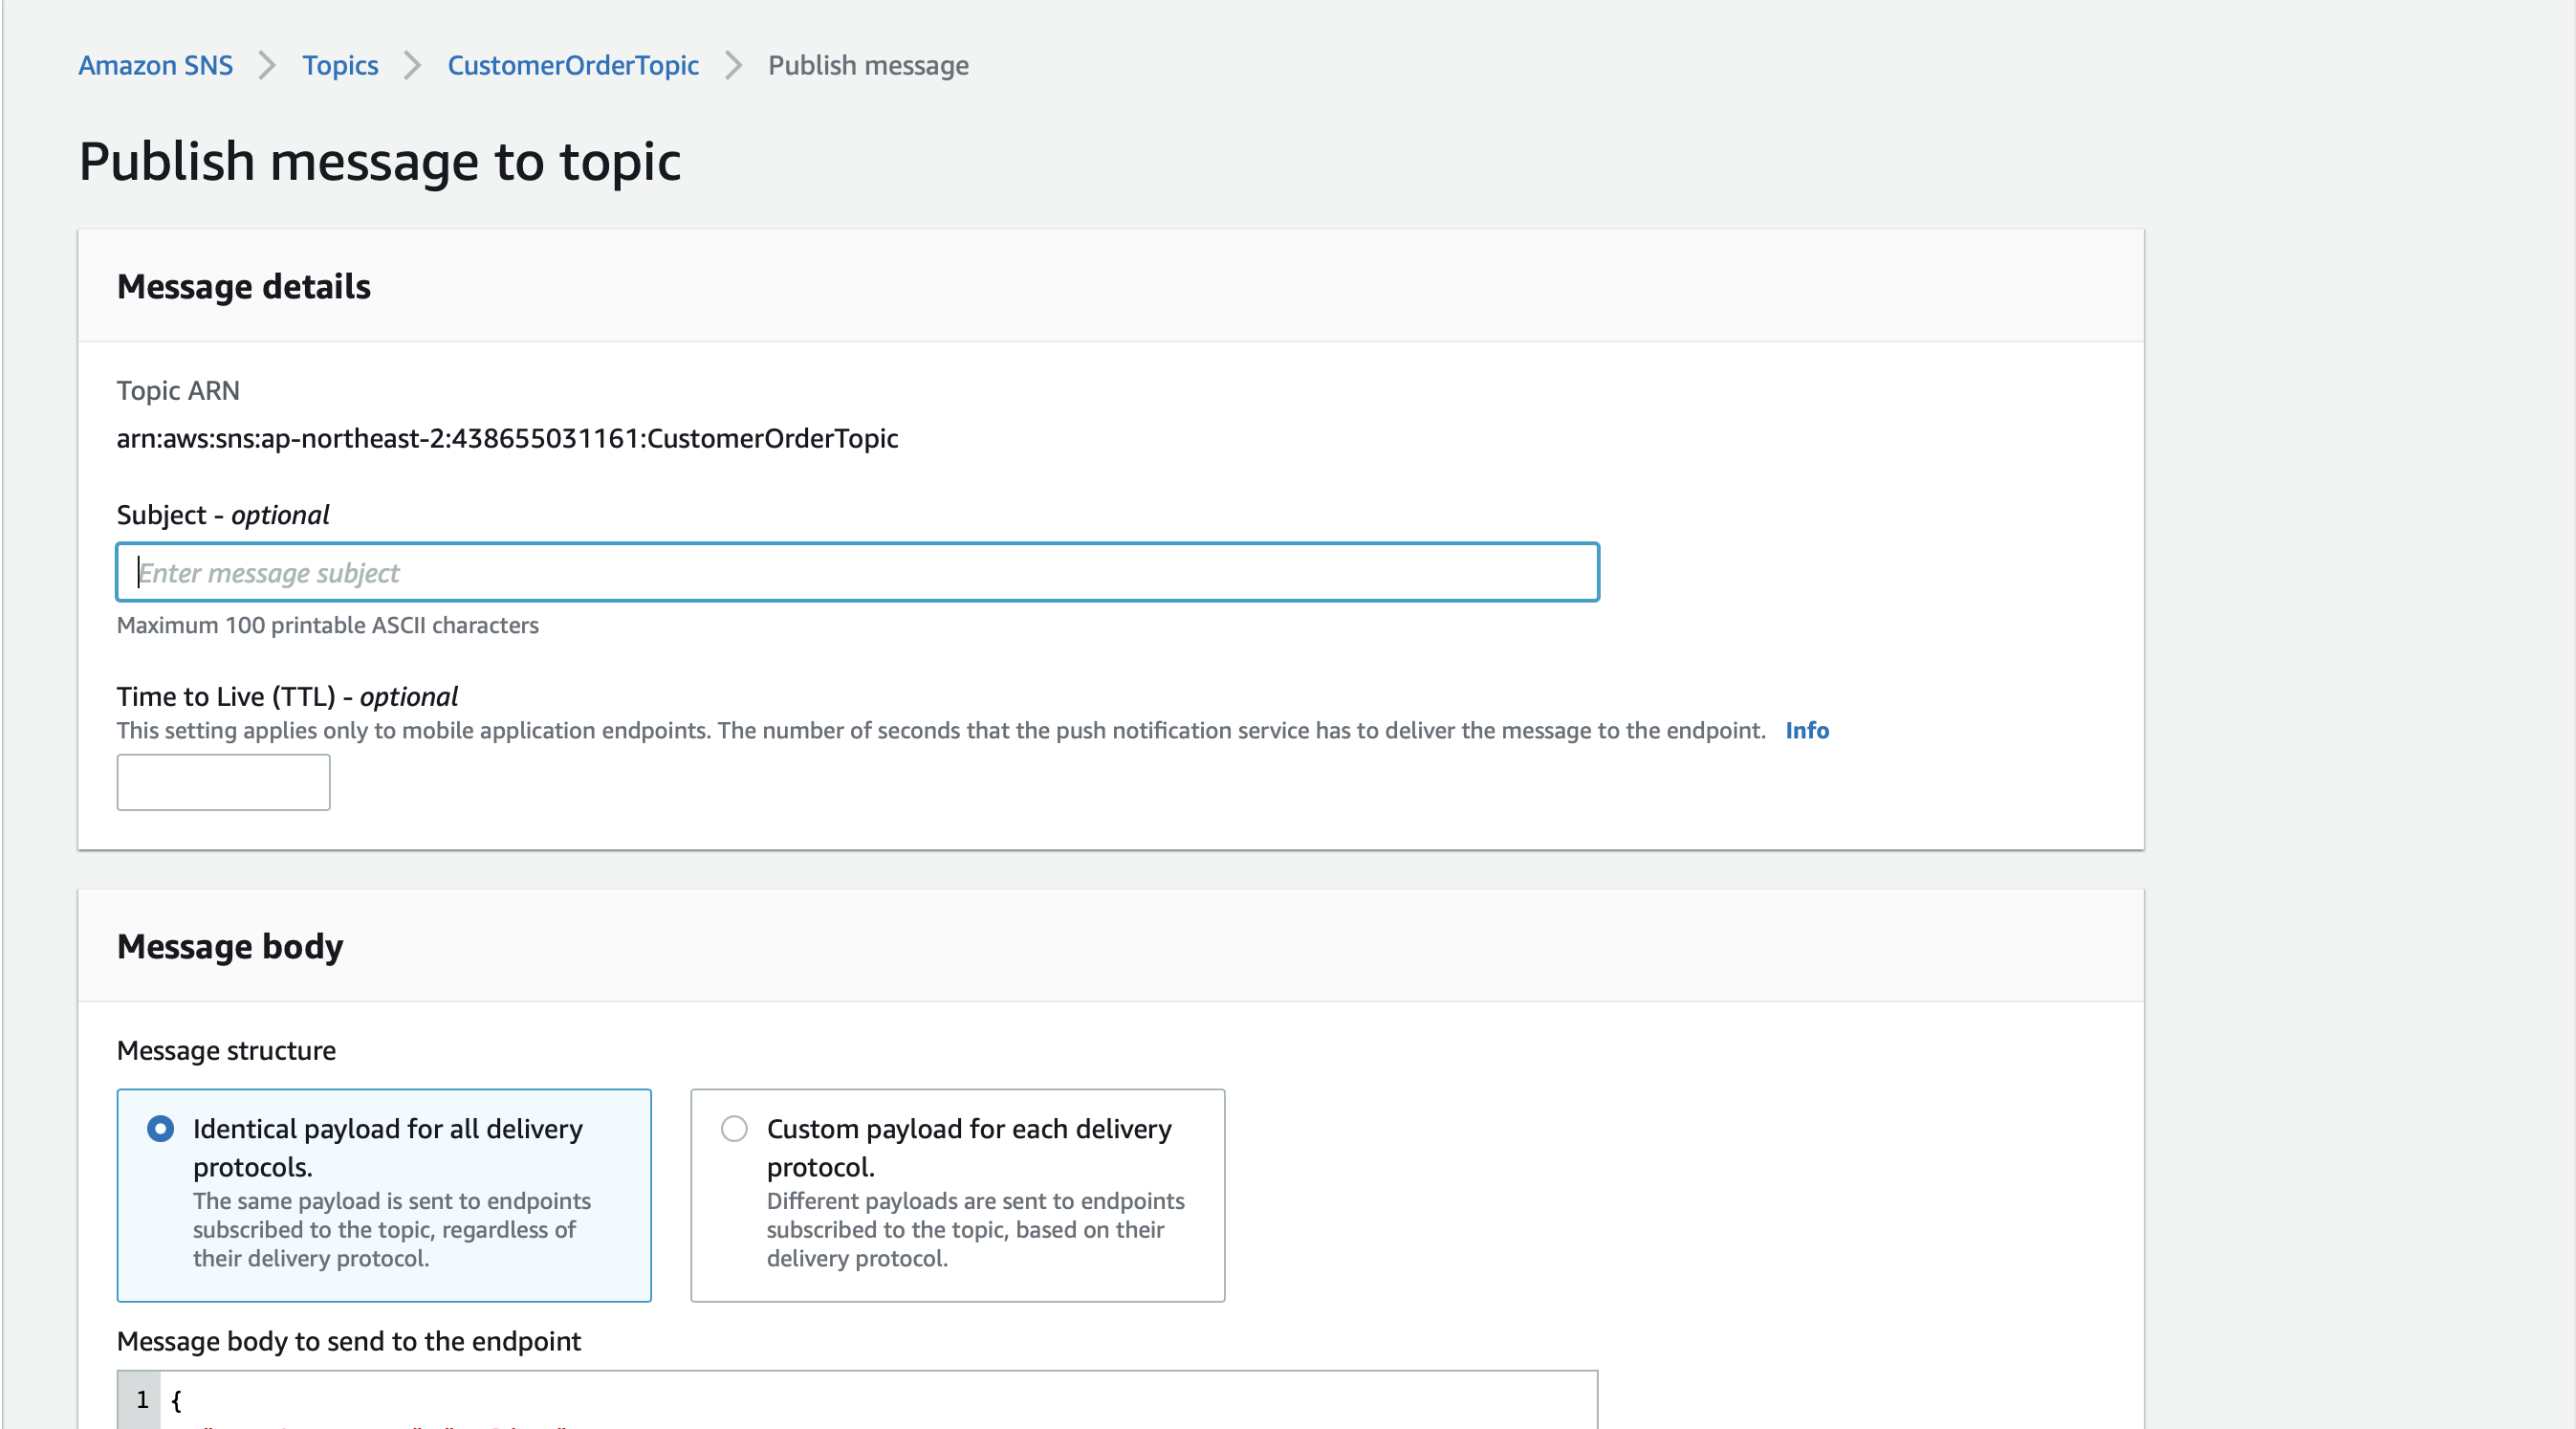 Amazon SNS > Topics > CustomerOrderTopic > Publish message
Publish message to topic
Message details
Topic ARN
arn:aws:sns:ap-northeast-2:438655031161:CustomerOrderTopic
Subject - optional
Enter message subject
Maximum 100 printable ASCII characters
Time to Live (TTL) - optional
This setting applies only to mobile application endpoints. The number of seconds that the push notification service has to deliver the message to the endpoint. Info
Message body
Message structure
Identical payload for all delivery
protocols.
The same payload is sent to endpoints
subscribed to the topic, regardless of
their delivery protocol.
Custom payload for each delivery
protocol.
Different payloads are sent to endpoints
subscribed to the topic, based on their
delivery protocol.
Message body to send to the endpoint
1 {